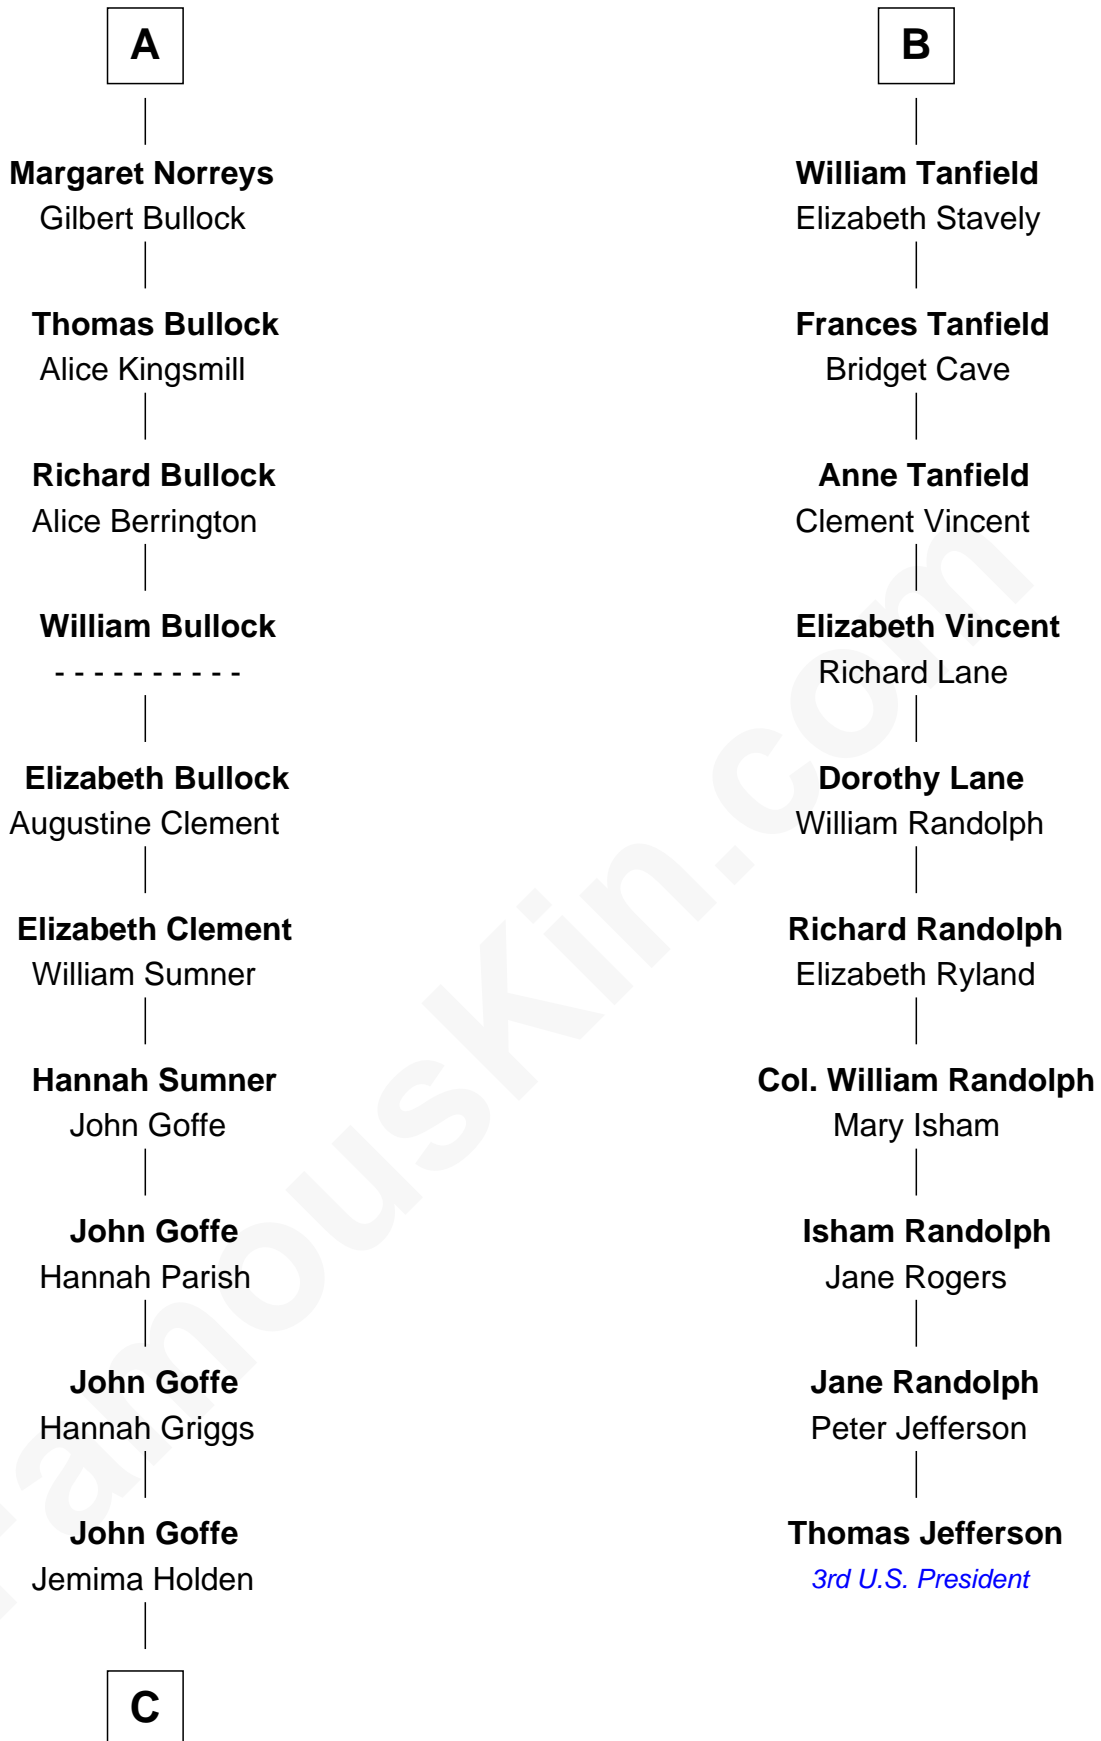 A
Margaret Norreys
Gilbert Bullock
Thomas Bullock
Alice Kingsmill
Richard Bullock
Alice Berrington
William Bullock
- - - - - - - - - -
Elizabeth Bullock
Augustine Clement
Elizabeth Clement
William Sumner
Hannah Sumner
John Goffe
John Goffe
Hannah Parish
John Goffe
Hannah Griggs
John Goffe
Jemima Holden
C
B
William Tanfield
Elizabeth Stavely
Frances Tanfield
Bridget Cave
Anne Tanfield
Clement Vincent
Elizabeth Vincent
Richard Lane
Dorothy Lane
William Randolph
Richard Randolph
Elizabeth Ryland
Col. William Randolph
Mary Isham
Isham Randolph
Jane Rogers
Jane Randolph
Peter Jefferson
Thomas Jefferson
3rd U.S. President
FamousKin.com